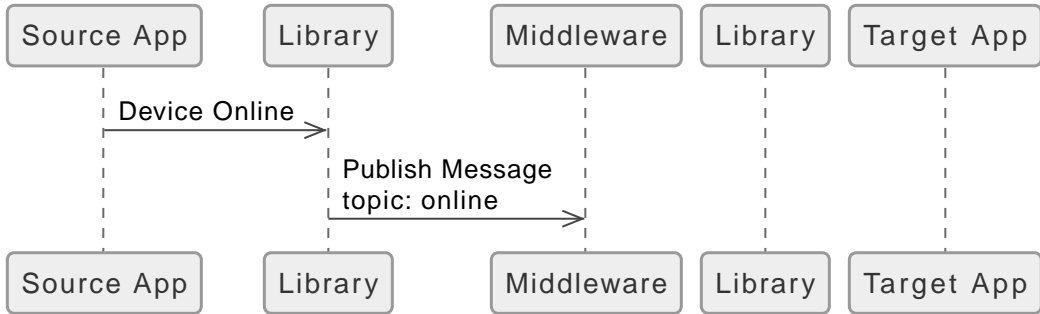 Source App
Library
Middleware
Library
Target App
Device Online
Publish Message
topic: online
Source App
Library
Middleware
Library
Target App